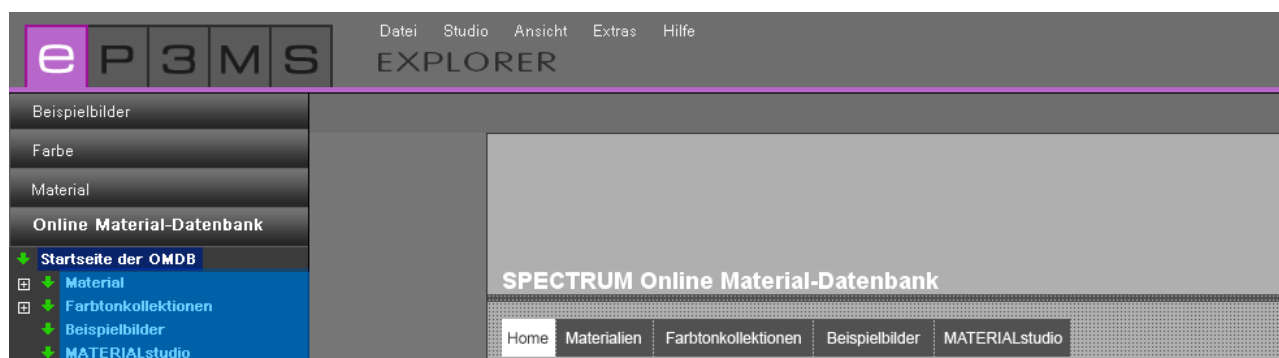 eP3MS
Datei Studio Ansicht Extras Hilfe
EXPLORER
Beispielbilder
Farbe
Material
Online Material-Datenbank
Startseite der OMDB
Material
Farbtonkollektionen
Beispielbilder
MATERIALstudio
SPECTRUM Online Material-Datenbank
Home Materialien Farbtonkollektionen Beispielbilder MATERIALstudio